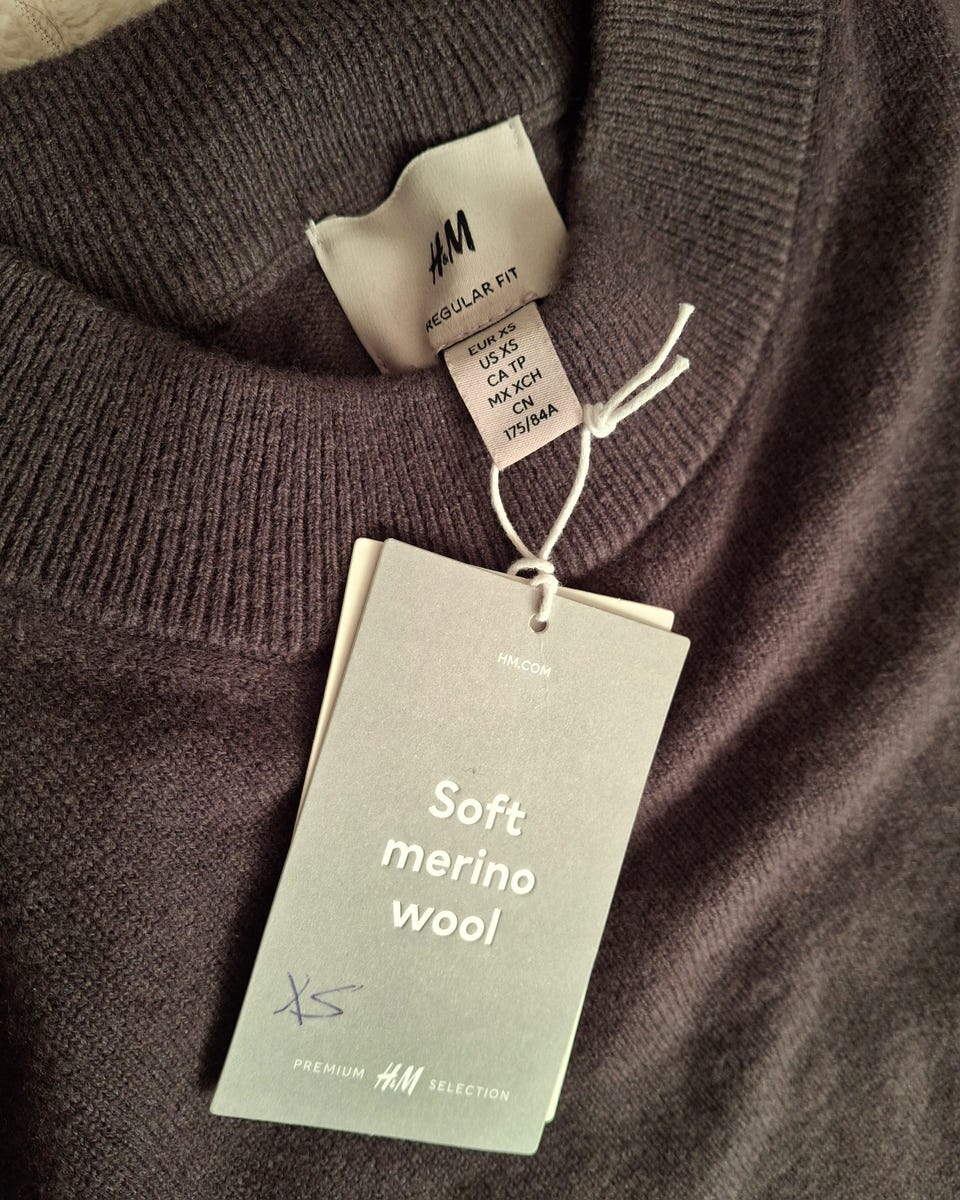 H&M
REGULAR FIT
EUR XS
US XS
CA TP
MX XCH
CN
175/84A
HM.COM
Soft
merino
wool
XS
PREMIUM H&M SELECTION